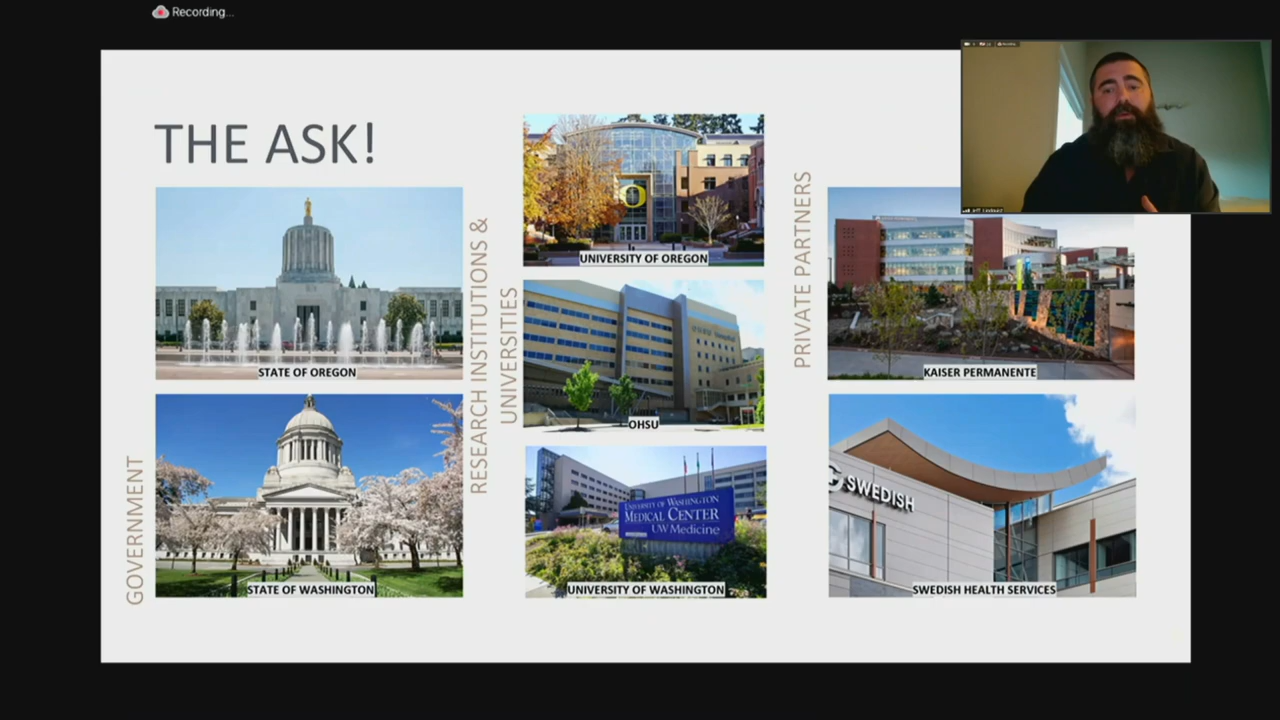 Recording...
THE ASK!
GOVERNMENT
STATE OF OREGON
STATE OF WASHINGTON
RESEARCH INSTITUTIONS &
UNIVERSITIES
O
UNIVERSITY OF OREGON
OHSU
UNIVERSITY OF WASHINGTON
MEDICAL CENTER
UW Medicine
UNIVERSITY OF WASHINGTON
PRIVATE PARTNERS
KAISER PERMANENTE
SWEDISH
SWEDISH HEALTH SERVICES